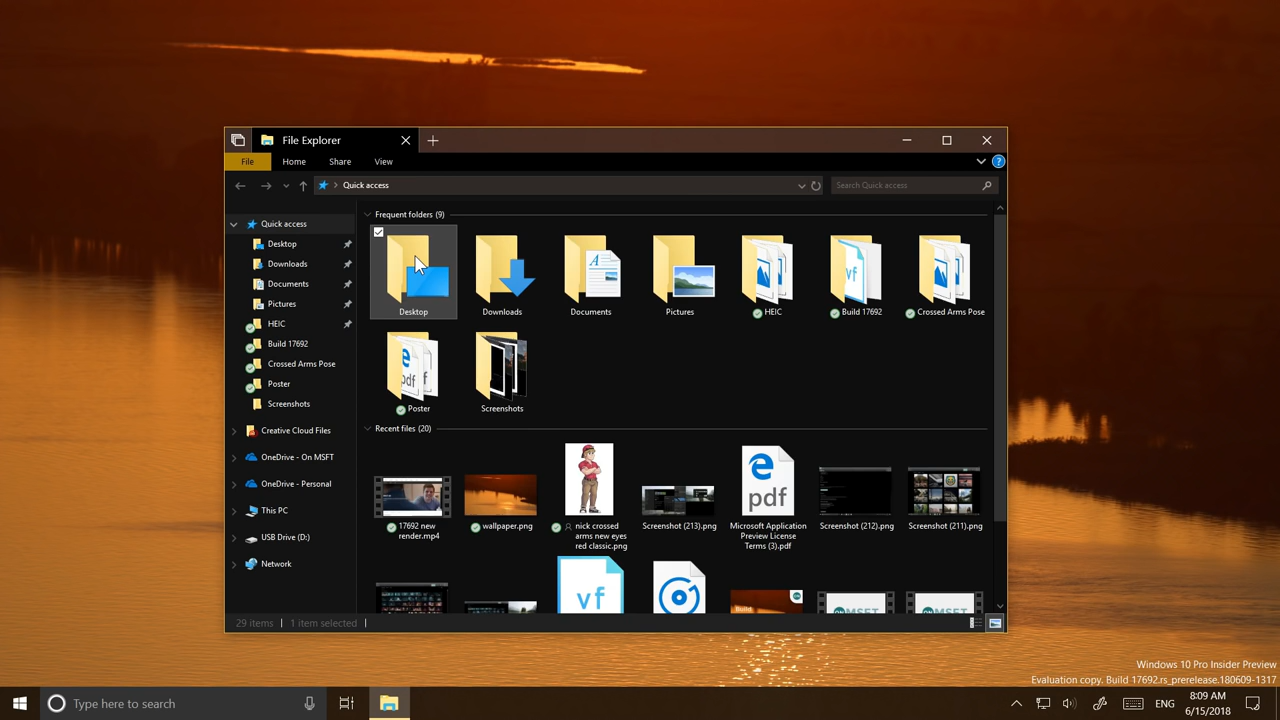 File Explorer
File Home Share View
Quick access
Search Quick access
Quick access
Desktop
Downloads
Documents
Pictures
HEIC
Build 17692
Crossed Arms Pose
Poster
Screenshots
Creative Cloud Files
OneDrive - On MSFT
OneDrive - Personal
This PC
USB Drive (D:)
Network
Frequent folders (9)
Desktop
Downloads
Documents
Pictures
HEIC
Build 17692
Crossed Arms Pose
Poster
Screenshots
Recent files (20)
17692 new
render.mp4
wallpaper.png
nick crossed
arms new eyes
red classic.png
Screenshot (213).png
pdf
Microsoft Application
Preview License
Terms (3).pdf
Screenshot (212).png
Screenshot (211).png
vf
Build
29 items 1 item selected
Windows 10 Pro Insider Preview
Evaluation copy. Build 17692.rs_prerelease.180609-1317
Type here to search
ENG
8:09 AM
6/15/2018